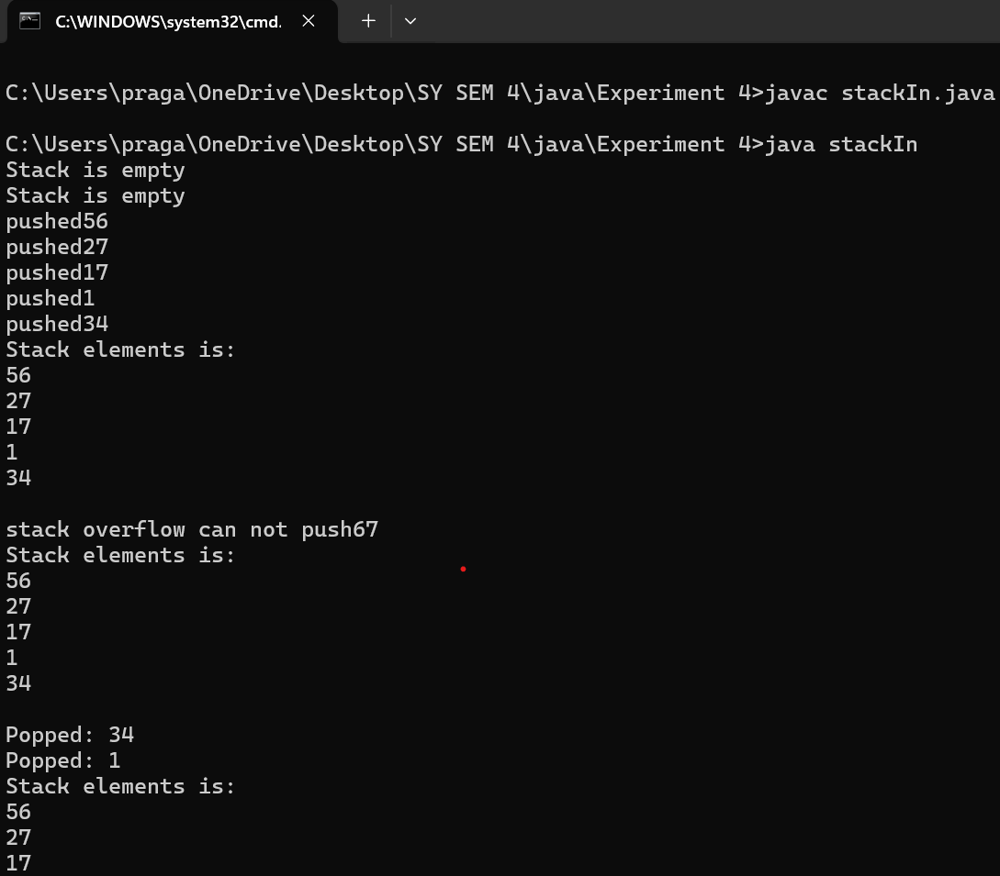 C:\WINDOWS\system32\cmd.
C:\Users\praga\OneDrive\Desktop\SY SEM 4\java\Experiment 4>javac stackIn.java
C:\Users\praga\OneDrive\Desktop\SY SEM 4\java\Experiment 4>java stackIn
Stack is empty
Stack is empty
pushed56
pushed27
pushed17
pushed1
pushed34
Stack elements is:
56
27
17
1
34
stack overflow can not push67
Stack elements is:
56
27
17
1
34
Popped: 34
Popped: 1
Stack elements is:
56
27
17